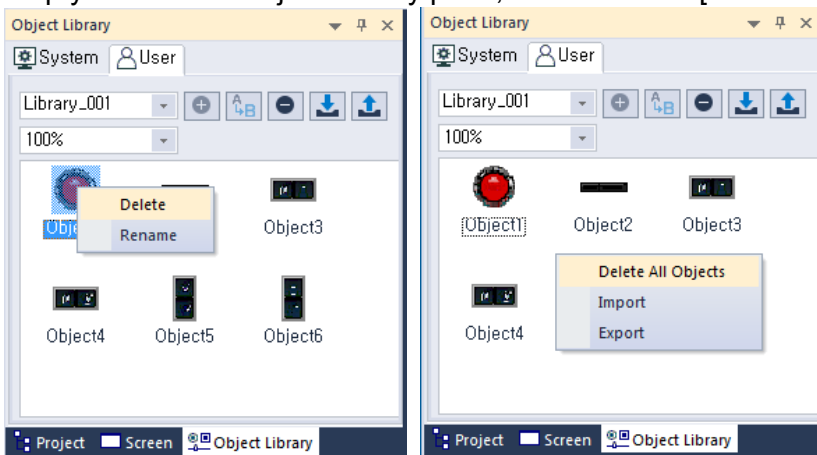 Object Library
System
User
Library_001
A
B
100%
Obje
Delete
Rename
Object3
Object4 Object5 Object6
Project Screen Object Library
Object Library
System
User
Library_001
A
B
100%
Object1 Object2 Object3
Delete All Objects
Import
Export
Object4
Project Screen Object Library